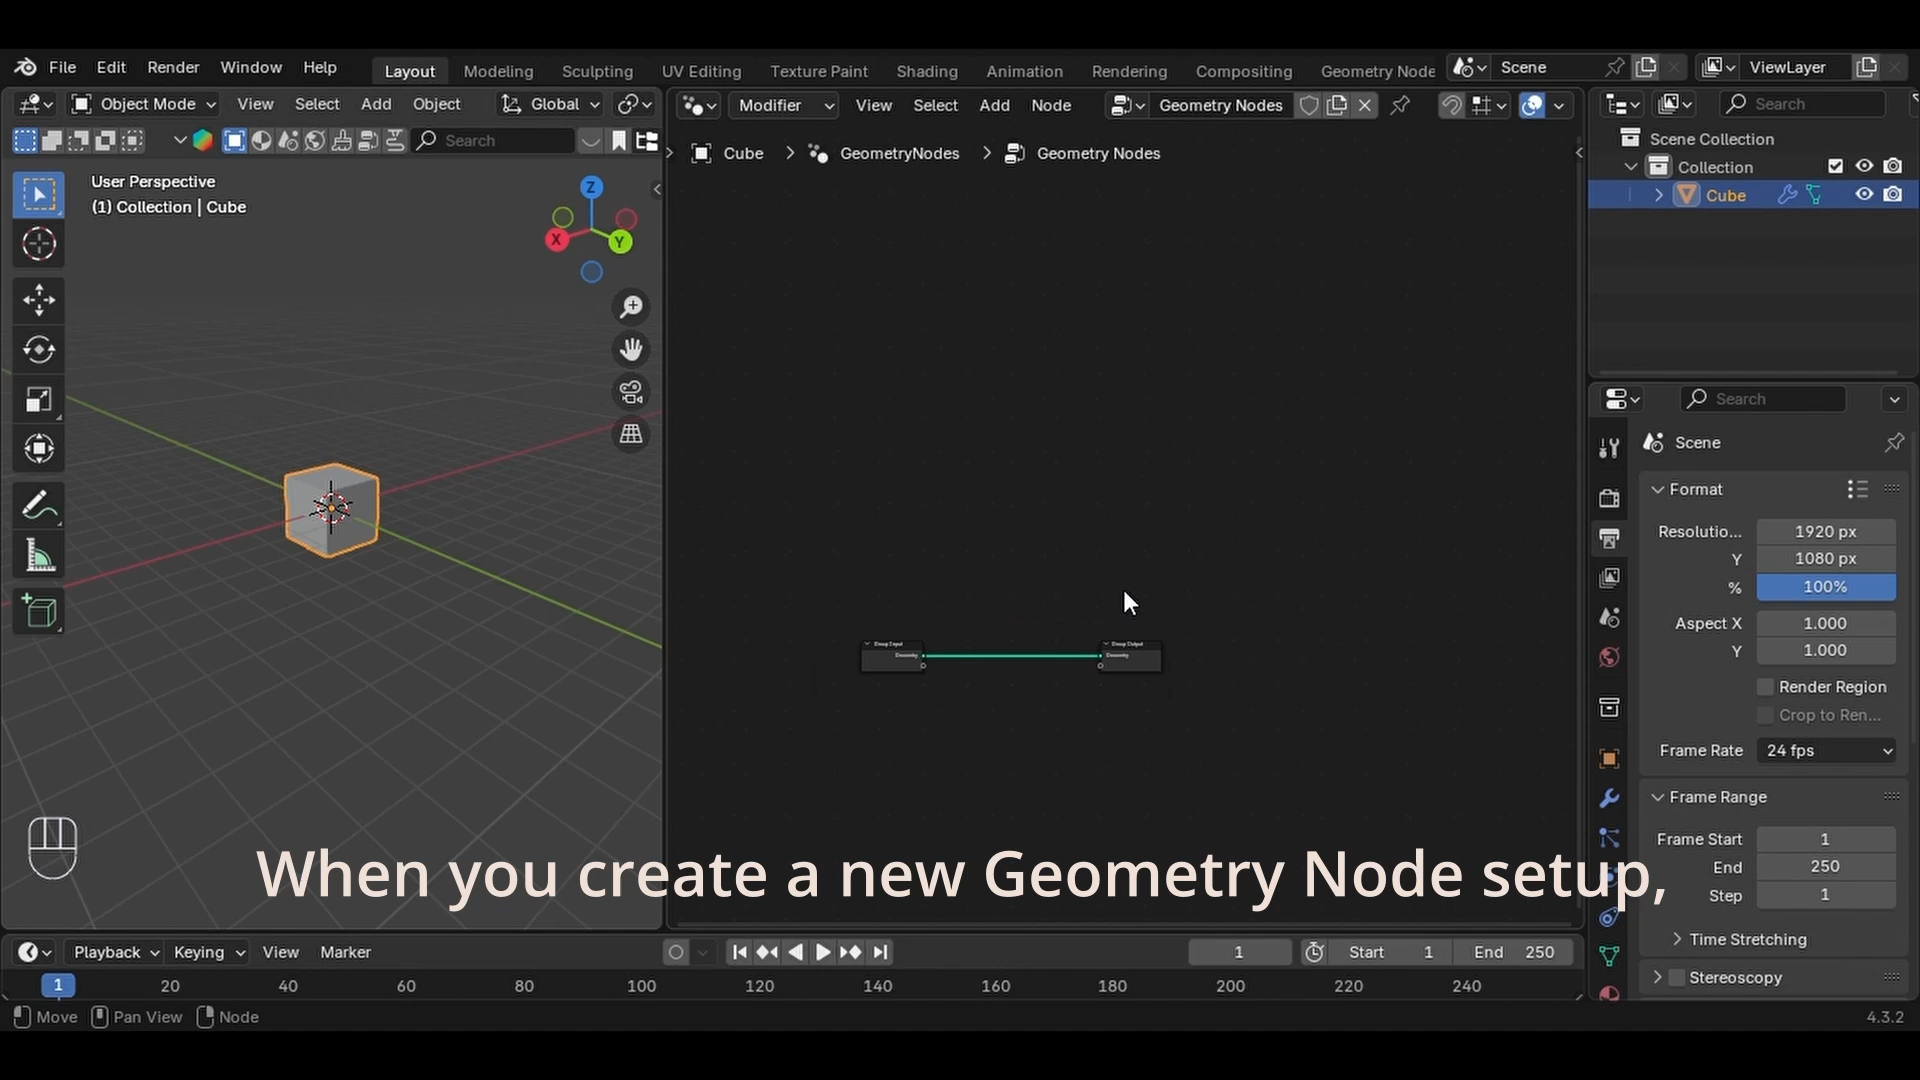 File Edit Render Window Help Layout Modeling Sculpting UV Editing Texture Paint Shading Animation Rendering Compositing Geometry Node Scene ViewLayer
Object Mode View Select Add Object Global Modifier View Select Add Node Geometry Nodes Search
Search
Cube GeometryNodes Geometry Nodes
Scene Collection
Collection
Cube
User Perspective
(1) Collection | Cube
Z
X
Y
Search
Scene
Format
Resolutio... 1920 px
Y 1080 px
% 100%
Aspect X 1.000
Y 1.000
Render Region
Crop to Ren...
Frame Rate 24 fps
Frame Range
Frame Start 1
End 250
Step 1
Time Stretching
Stereoscopy
Group Input
Geometry
Group Output
Geometry
When you create a new Geometry Node setup,
Playback Keying View Marker 1 Start 1 End 250
1 20 40 60 80 100 120 140 160 180 200 220 240
Move Pan View Node 4.3.2